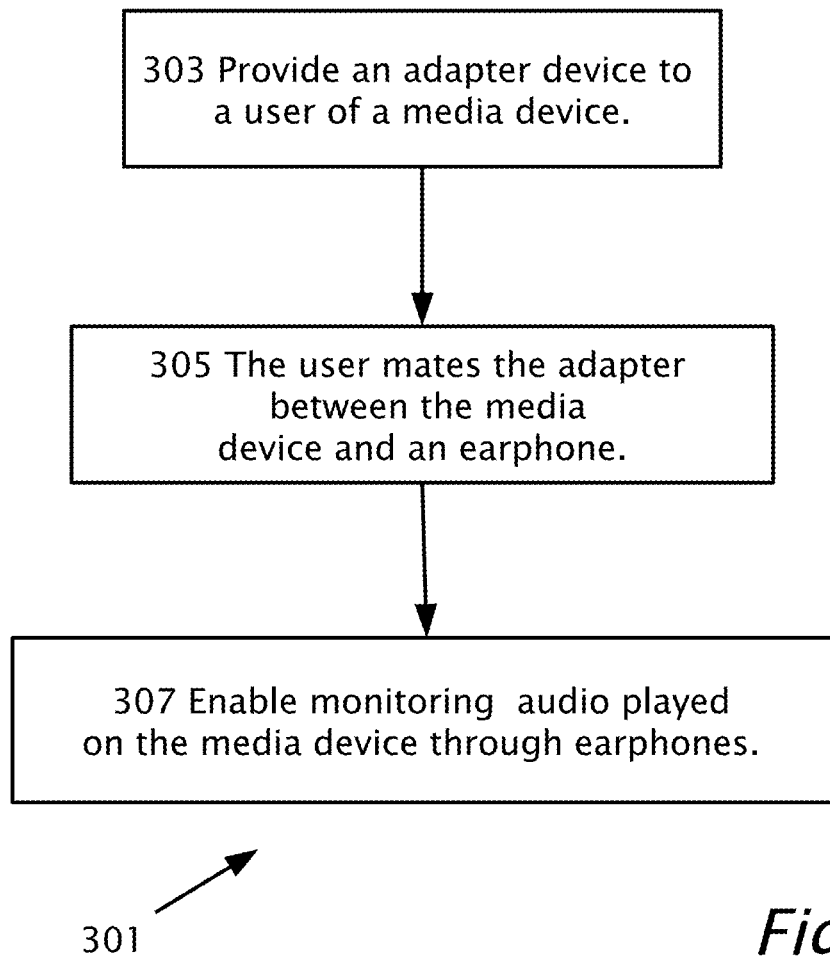 303 Provide an adapter device to
a user of a media device.
305 The user mates the adapter
between the media
device and an earphone.
307 Enable monitoring audio played
on the media device through earphones.
301